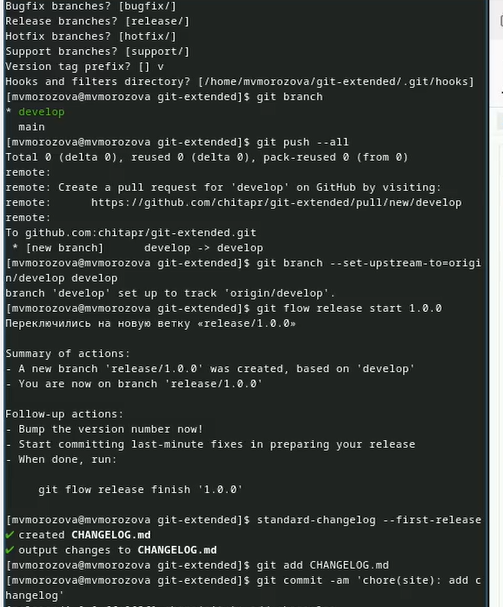 Bugfix branches? [bugfix/]
Release branches? [release/]
Hotfix branches? [hotfix/]
Support branches? [support/]
Version tag prefix? [] v
Hooks and filters directory? [/home/mvmorozova/git-extended/.git/hooks]
[mvmorozova@mvmorozova git-extended]$ git branch
* develop
  main
[mvmorozova@mvmorozova git-extended]$ git push --all
Total 0 (delta 0), reused 0 (delta 0), pack-reused 0 (from 0)
remote:
remote: Create a pull request for 'develop' on GitHub by visiting:
remote:      https://github.com/chitapr/git-extended/pull/new/develop
remote:
To github.com:chitapr/git-extended.git
 * [new branch]      develop -> develop
[mvmorozova@mvmorozova git-extended]$ git branch --set-upstream-to=origi
n/develop develop
branch 'develop' set up to track 'origin/develop'.
[mvmorozova@mvmorozova git-extended]$ git flow release start 1.0.0
Переключились на новую ветку «release/1.0.0»

Summary of actions:
- A new branch 'release/1.0.0' was created, based on 'develop'
- You are now on branch 'release/1.0.0'

Follow-up actions:
- Bump the version number now!
- Start committing last-minute fixes in preparing your release
- When done, run:

     git flow release finish '1.0.0'

[mvmorozova@mvmorozova git-extended]$ standard-changelog --first-release
✔ created CHANGELOG.md
✔ output changes to CHANGELOG.md
[mvmorozova@mvmorozova git-extended]$ git add CHANGELOG.md
[mvmorozova@mvmorozova git-extended]$ git commit -am 'chore(site): add c
hangelog'